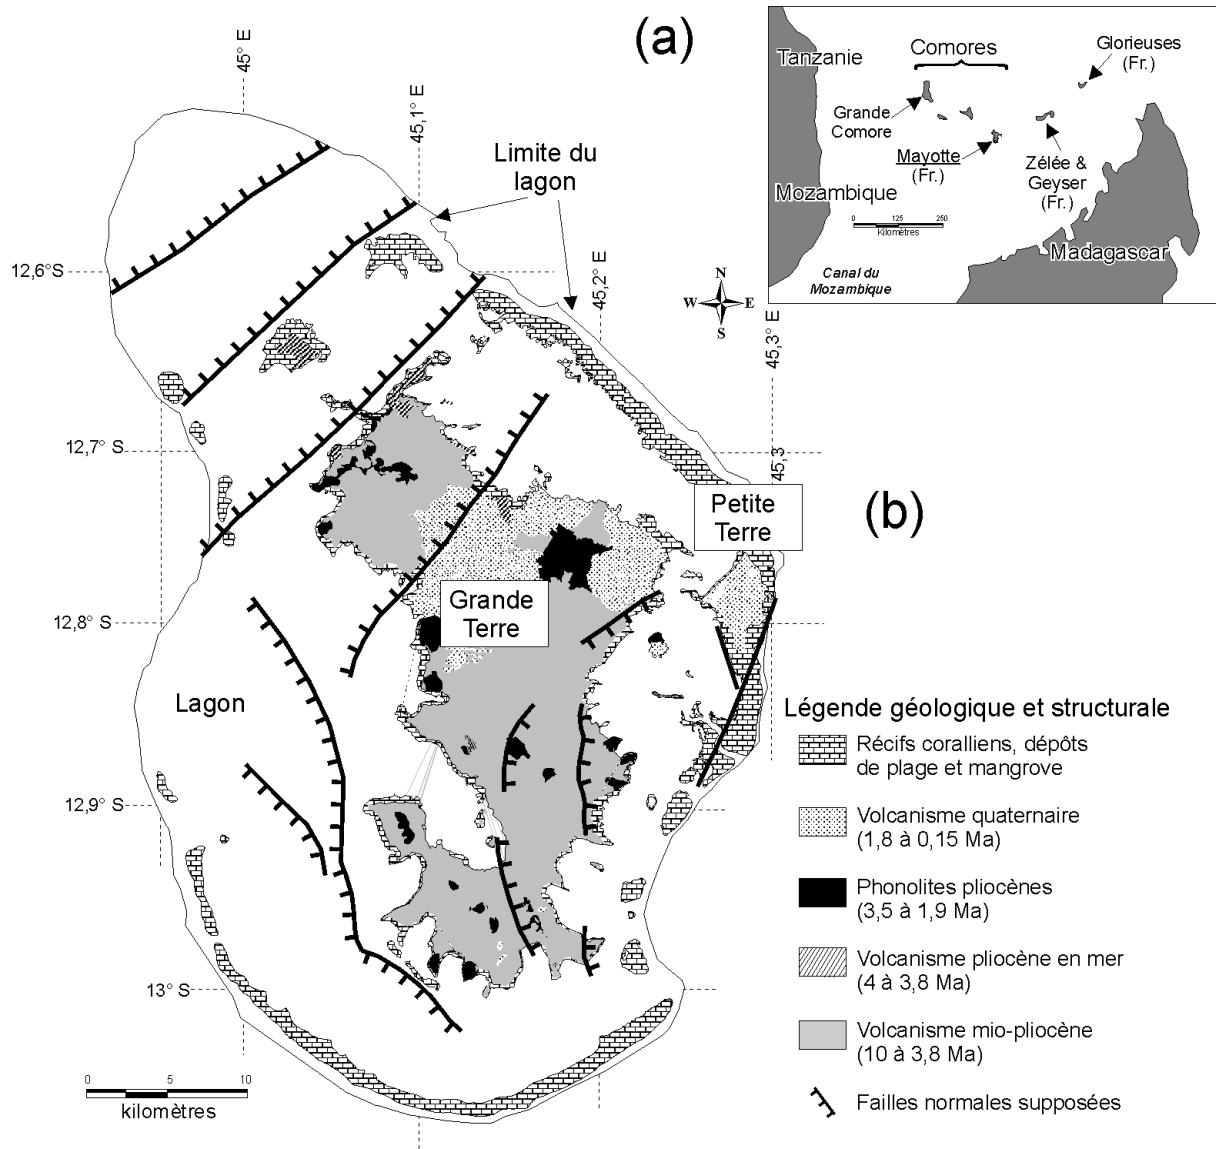 (a)
45° E
45,1° E
45,2° E
45,3° E
45,3
Limite du
lagon
12,6°S
12,7° S
12,8° S
12,9° S
13° S
N
W
E
S
Tanzanie
Comores
Glorieuses
(Fr.)
Grande
Comore
Mayotte
(Fr.)
Zélée &
Geyser
(Fr.)
Mozambique
0 125 250
Kilomètres
Madagascar
Canal du
Mozambique
(b)
Petite
Terre
Grande
Terre
Lagon
Légende géologique et structurale
Récifs coralliens, dépôts
de plage et mangrove
Volcanisme quaternaire
(1,8 à 0,15 Ma)
Phonolites pliocènes
(3,5 à 1,9 Ma)
Volcanisme pliocène en mer
(4 à 3,8 Ma)
Volcanisme mio-pliocène
(10 à 3,8 Ma)
Failles normales supposées
0 5 10
kilomètres